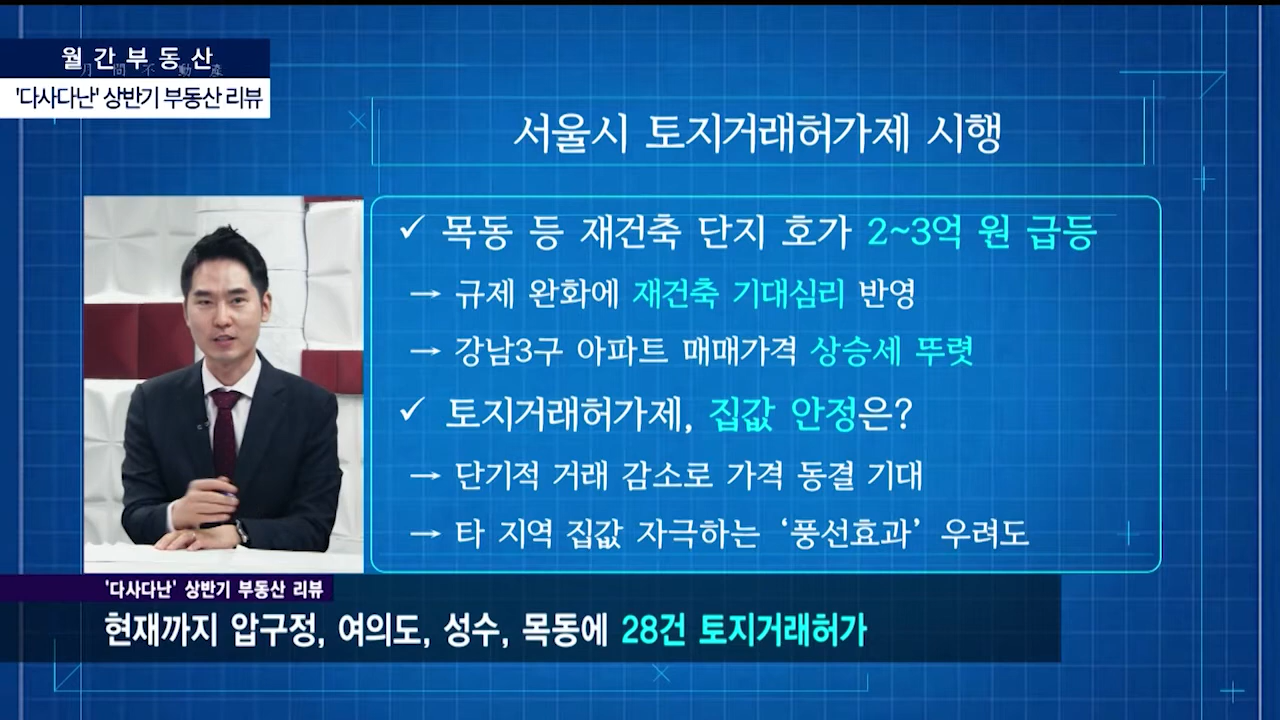 월간부동산
月間不動産
'다사다난' 상반기 부동산 리뷰
서울시 토지거래허가제 시행
✓ 목동 등 재건축 단지 호가 2~3억 원 급등
→ 규제 완화에 재건축 기대심리 반영
→ 강남3구 아파트 매매가격 상승세 뚜렷
✓ 토지거래허가제, 집값 안정은?
→ 단기적 거래 감소로 가격 동결 기대
→ 타 지역 집값 자극하는 '풍선효과' 우려도
'다사다난' 상반기 부동산 리뷰
현재까지 압구정, 여의도, 성수, 목동에 28건 토지거래허가